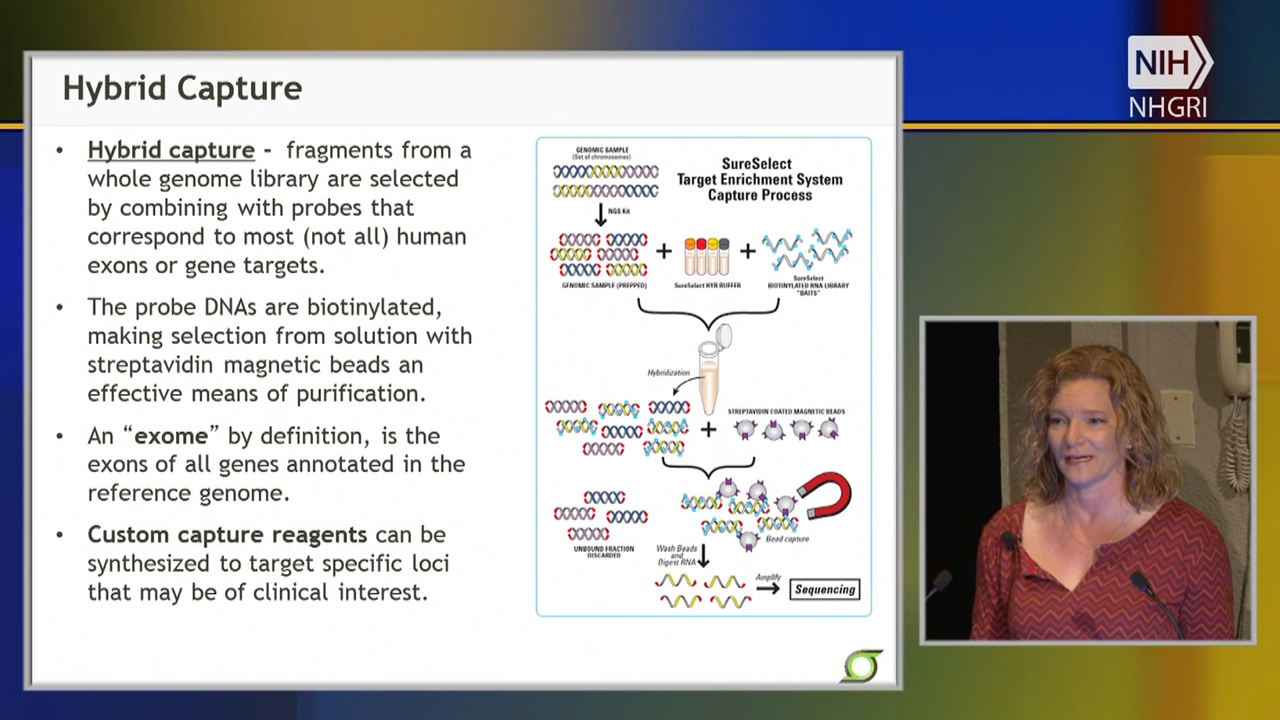 Hybrid Capture
• Hybrid capture - fragments from a
whole genome library are selected
by combining with probes that
correspond to most (not all) human
exons or gene targets.
• The probe DNAs are biotinylated,
making selection from solution with
streptavidin magnetic beads an
effective means of purification.
• An “exome” by definition, is the
exons of all genes annotated in the
reference genome.
• Custom capture reagents can be
synthesized to target specific loci
that may be of clinical interest.
GENOMIC SAMPLE
(Set of chromosomes)
SureSelect
Target Enrichment System
Capture Process
NGS Kit
+
+
GENOMIC SAMPLE (PREPPED)
SureSelect HYB BUFFER
SureSelect
BIOTINYLATED RNA LIBRARY
"BAITS"
Hybridization
STREPTAVIDIN COATED MAGNETIC BEADS
+
UNBOUND FRACTION
DISCARDED
Bead capture
Wash Beads
and
Digest RNA
Amplify
Sequencing
NIH
NHGRI